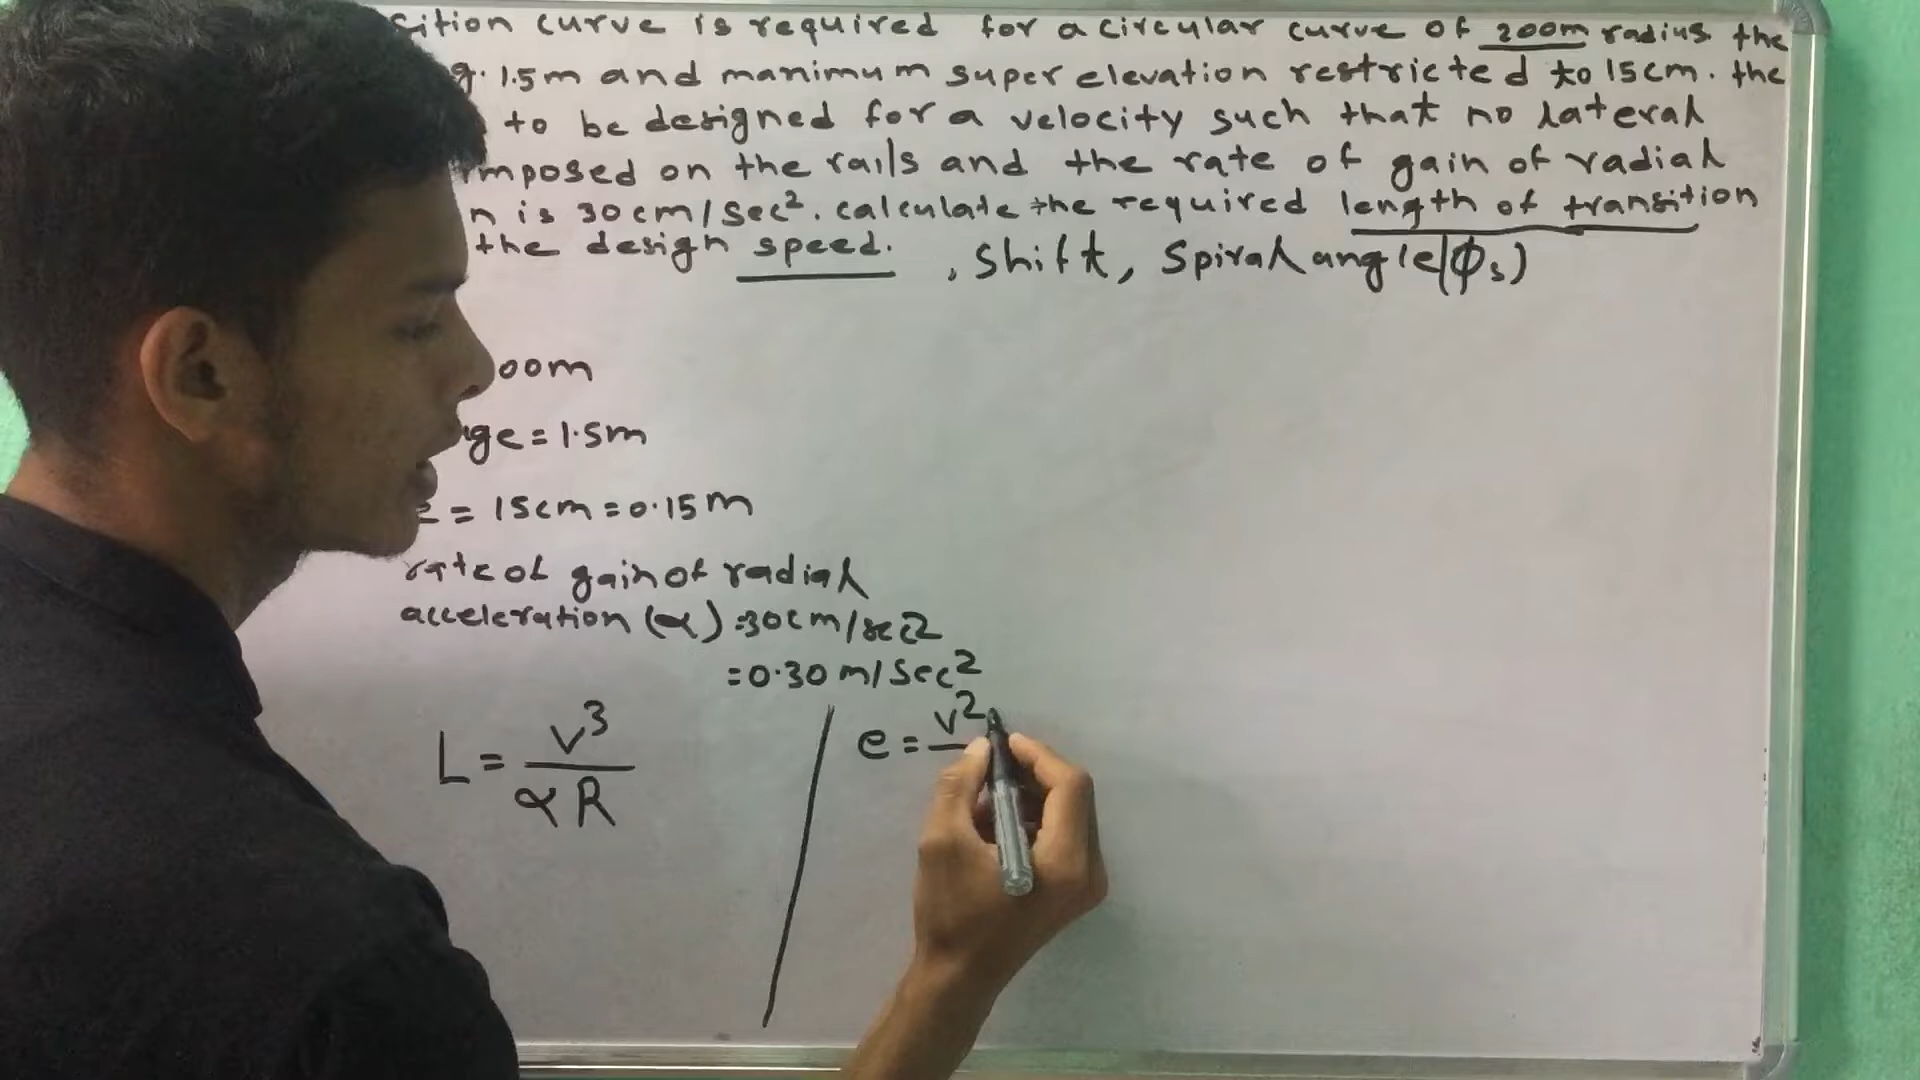 sition curve is required for a circular curve of 200m radius the
g. 1.5m and manimum super elevation restricted to 15cm. the
to be designed for a velocity such that no lateral
imposed on the rails and the rate of gain of radial
n is 30cm/sec². calculate the required length of transition
the design speed. , Shift, Spiral angle(ϕs)
00m
ge = 1.5m
e = 15cm = 0.15m
rate of gain of radial
acceleration (α) = 30cm/sec2
= 0.30 m/sec²
L = v³/αR
e = v²